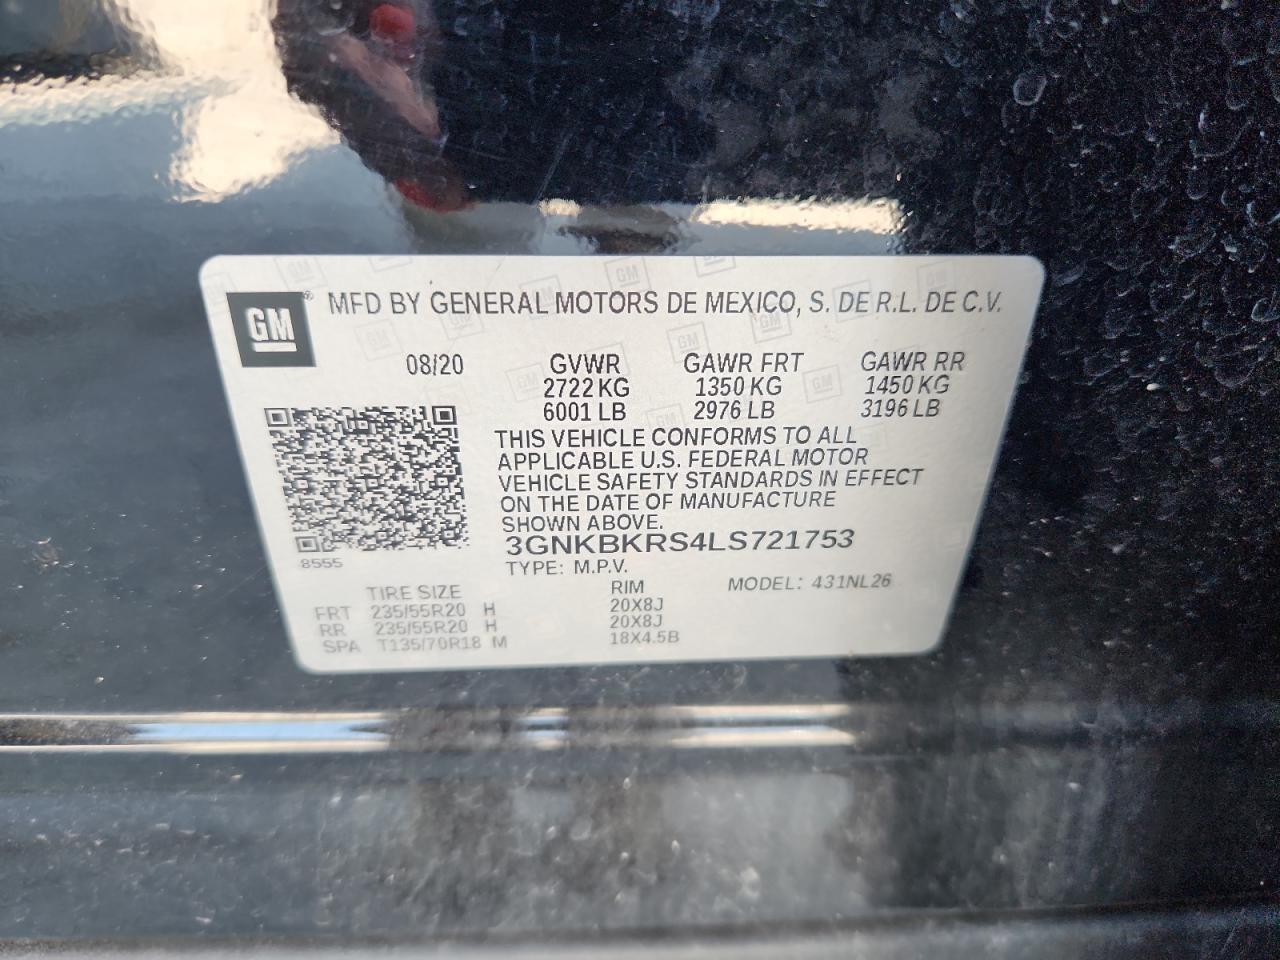 GM® MFD BY GENERAL MOTORS DE MEXICO, S. DE R.L. DE C.V.
08/20 GVWR GAWR FRT GAWR RR
2722 KG 1350 KG 1450 KG
6001 LB 2976 LB 3196 LB
THIS VEHICLE CONFORMS TO ALL
APPLICABLE U.S. FEDERAL MOTOR
VEHICLE SAFETY STANDARDS IN EFFECT
ON THE DATE OF MANUFACTURE
SHOWN ABOVE.
3GNKBKRS4LS721753
8555 TYPE: M.P.V.
TIRE SIZE RIM MODEL: 431NL26
FRT 235/55R20 H 20X8J
RR 235/55R20 H 20X8J
SPA T135/70R18 M 18X4.5B